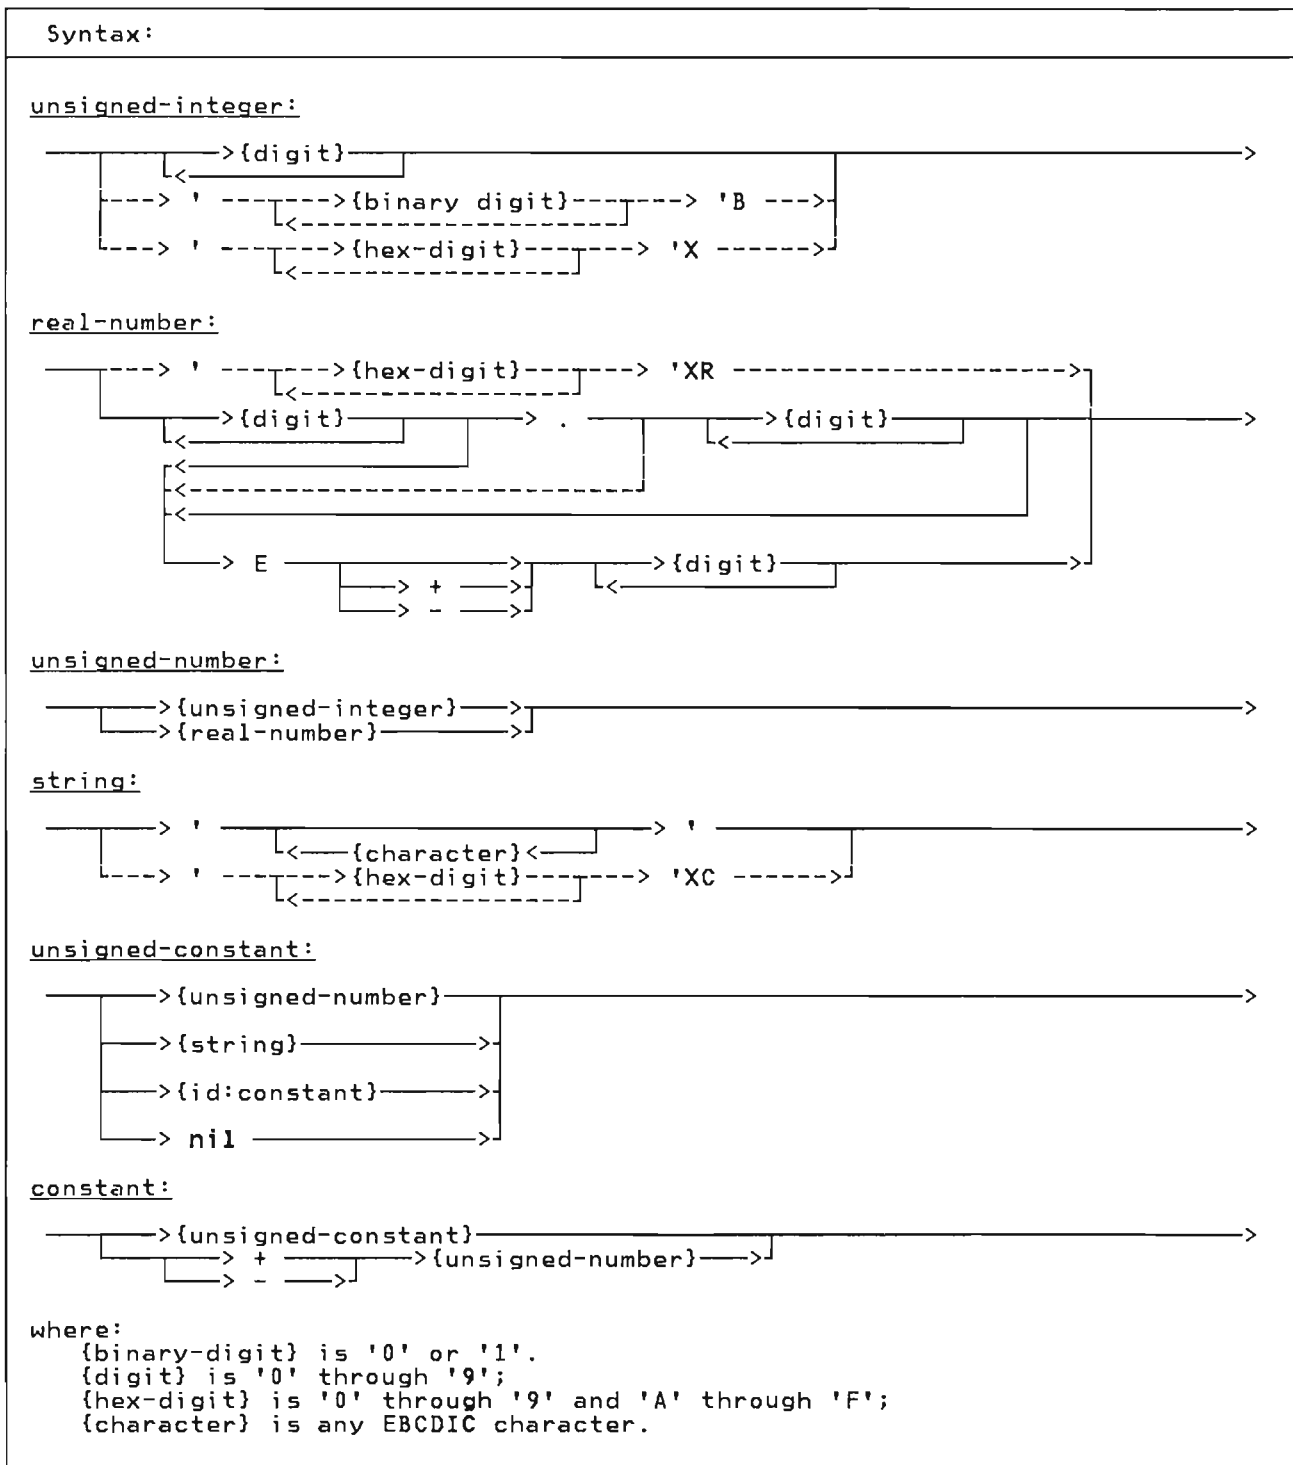 Syntax:
unsigned-integer:
>{digit}
<
----> ' ------->{binary digit}-------> 'B --->
<
----> ' ------->{hex-digit}-------> 'X ------>
<
real-number:
----> ' ------->{hex-digit}-------> 'XR
<
>{digit} > . >{digit} >
< <
<
<
<
> E > >{digit} >
> + > <
> - >
unsigned-number:
>{unsigned-integer} > >
>{real-number} >
string:
> ' > ' >
<{character}<
----> ' ------->{hex-digit}-------> 'XC ------>
<
unsigned-constant:
>{unsigned-number} >
>{string} >
>{id:constant} >
> nil >
constant:
>{unsigned-constant} >
> + >{unsigned-number} >
> - >
where:
{binary-digit} is '0' or '1'.
{digit} is '0' through '9';
{hex-digit} is '0' through '9' and 'A' through 'F';
{character} is any EBCDIC character.